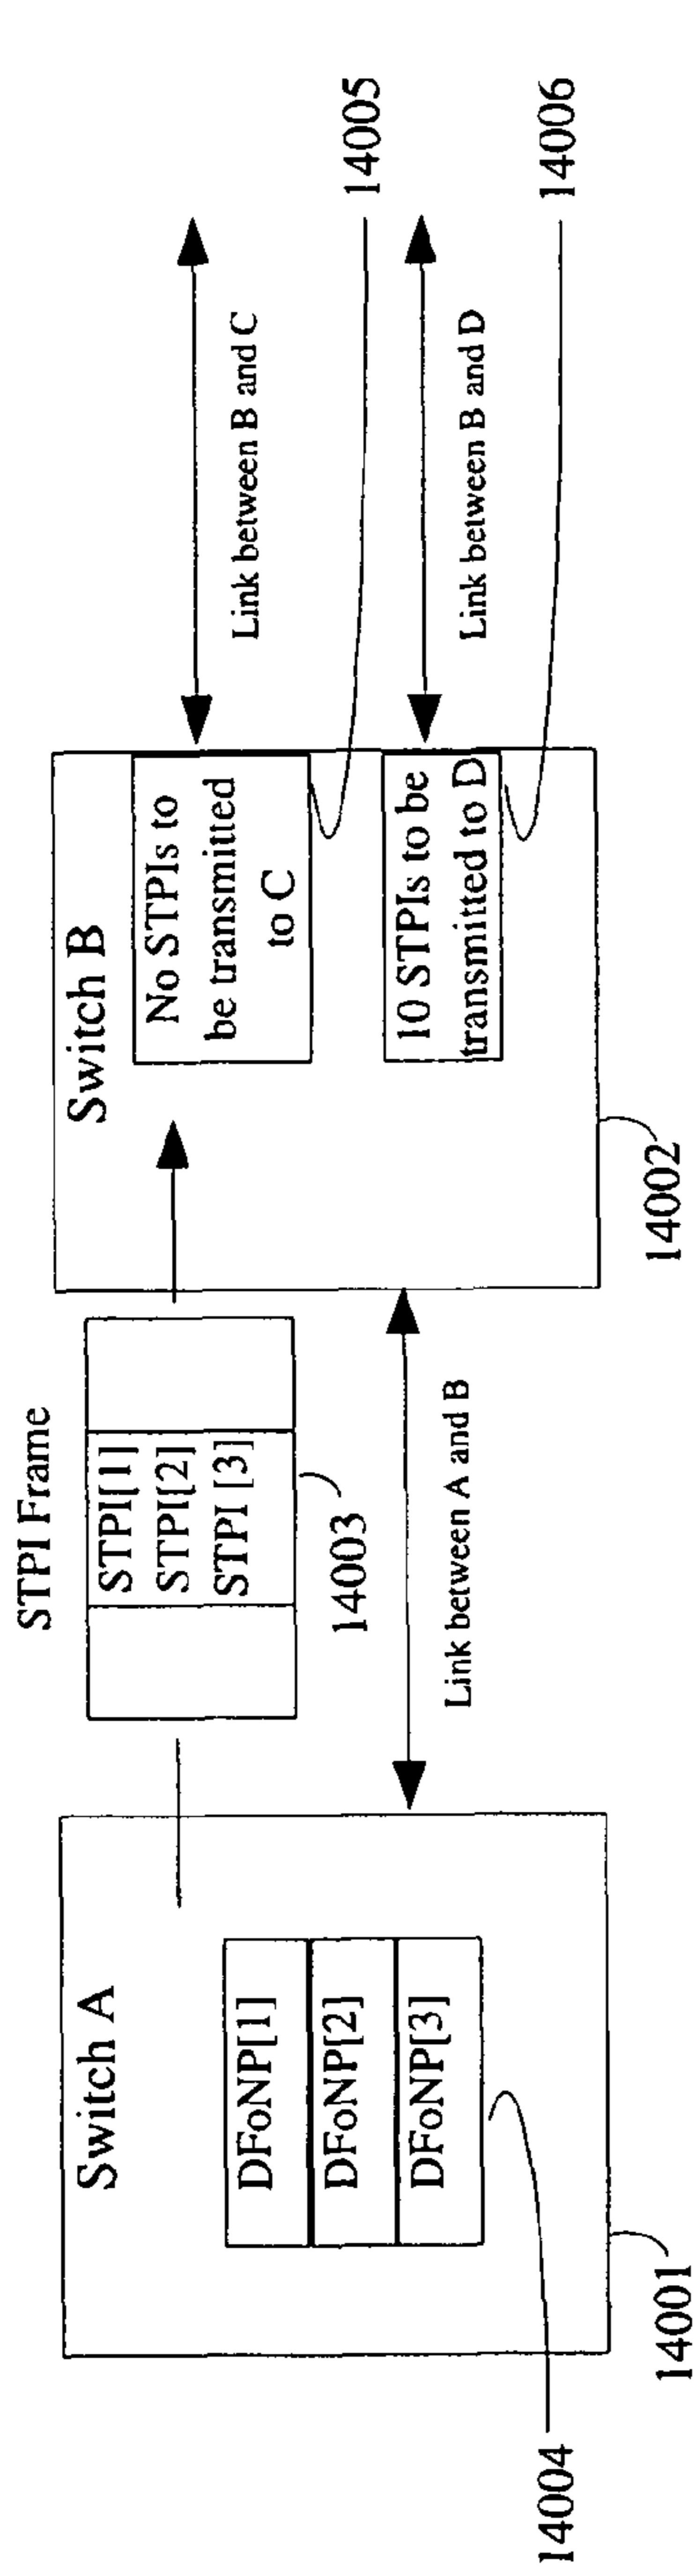 STPI Frame
Switch A
DFoNP[1]
DFoNP[2]
DFoNP[3]
14004
14001
STPI[1]
STPI[2]
STPI [3]
14003
Link between A and B
Switch B
No STPIs to
be transmitted
to C
10 STPIs to be
transmitted to D
14002
Link between B and C
14005
Link between B and D
14006